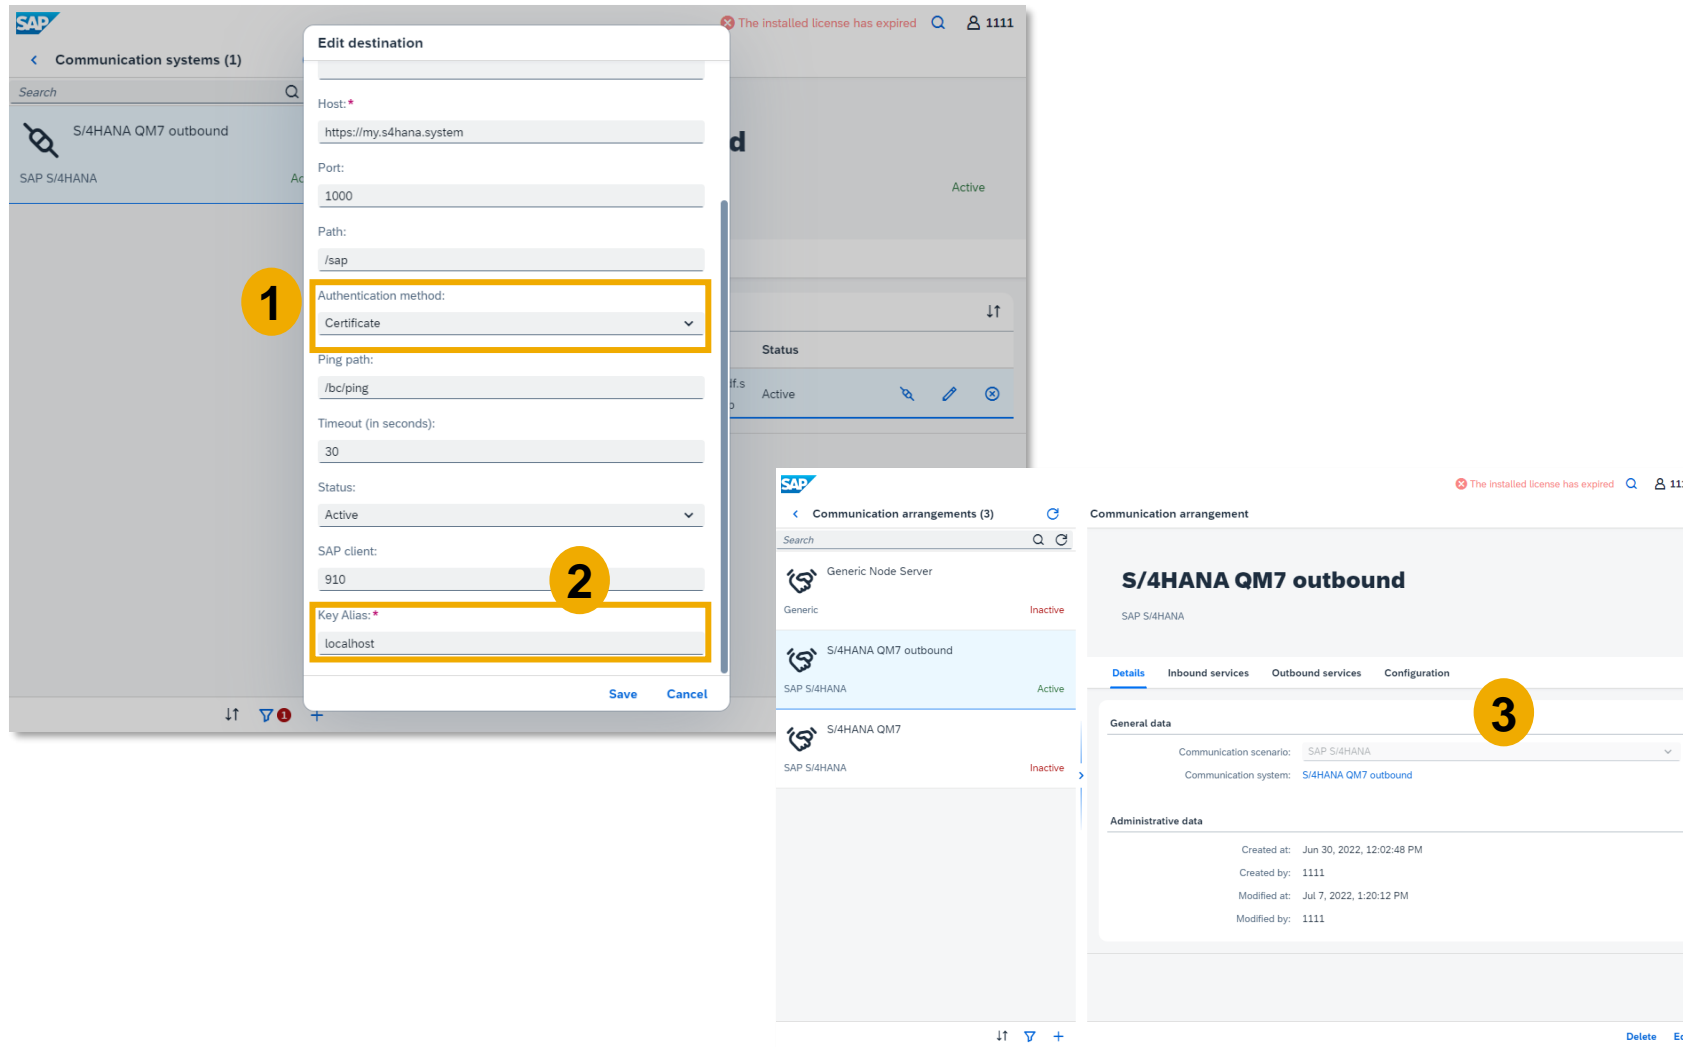 SAP
The installed license has expired
1111
Communication systems (1)
Search
S/4HANA QM7 outbound
SAP S/4HANA
Edit destination
Host:*
https://my.s4hana.system
Port:
1000
Path:
/sap
1
Authentication method:
Certificate
Ping path:
/bc/ping
Timeout (in seconds):
30
Status:
Active
SAP client:
910
2
Key Alias:*
localhost
Save Cancel
1
d
Active
Status
Active
SAP
The installed license has expired
Communication arrangements (3)
Search
Generic Node Server
Generic Inactive
S/4HANA QM7 outbound
SAP S/4HANA Active
S/4HANA QM7
SAP S/4HANA Inactive
Communication arrangement
S/4HANA QM7 outbound
SAP S/4HANA
Details Inbound services Outbound services Configuration
3
General data
Communication scenario: SAP S/4HANA
Communication system: S/4HANA QM7 outbound
Administrative data
Created at: Jun 30, 2022, 12:02:48 PM
Created by: 1111
Modified at: Jul 7, 2022, 1:20:12 PM
Modified by: 1111
Delete